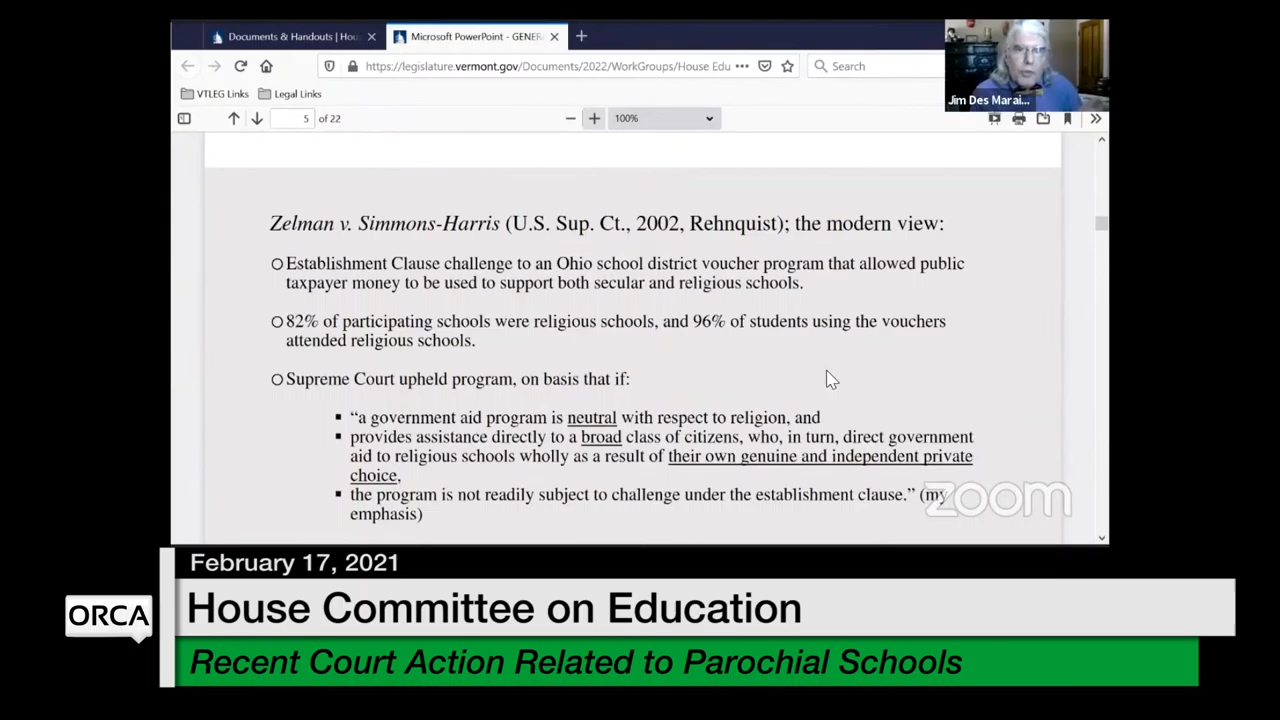 Documents & Handouts | Hou
Microsoft PowerPoint - GENER
https://legislature.vermont.gov/Documents/2022/WorkGroups/House Edu
Search
Jim Des Marai...
VTLEG Links
Legal Links
5 of 22
100%
Zelman v. Simmons-Harris (U.S. Sup. Ct., 2002, Rehnquist); the modern view:
Establishment Clause challenge to an Ohio school district voucher program that allowed public
taxpayer money to be used to support both secular and religious schools.
82% of participating schools were religious schools, and 96% of students using the vouchers
attended religious schools.
Supreme Court upheld program, on basis that if:
“a government aid program is neutral with respect to religion, and
provides assistance directly to a broad class of citizens, who, in turn, direct government
aid to religious schools wholly as a result of their own genuine and independent private
choice,
the program is not readily subject to challenge under the establishment clause.” (my
emphasis)
zoom
February 17, 2021
ORCA
House Committee on Education
Recent Court Action Related to Parochial Schools